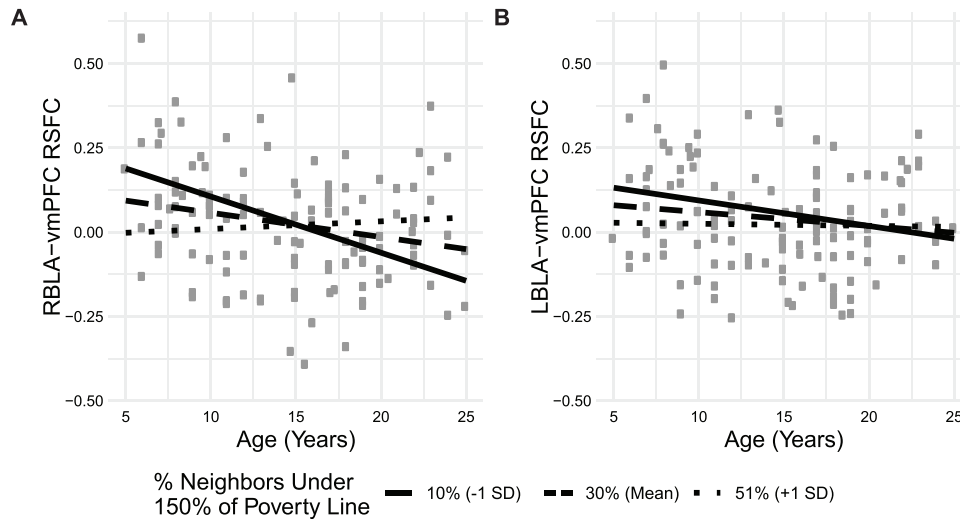 A
B
RBLA−vmPFC RSFC
0.50
0.25
0.00
−0.25
−0.50
5 10 15 20 25
Age (Years)
LBLA−vmPFC RSFC
0.50
0.25
0.00
−0.25
−0.50
5 10 15 20 25
Age (Years)
% Neighbors Under
150% of Poverty Line
10% (-1 SD) 30% (Mean) 51% (+1 SD)